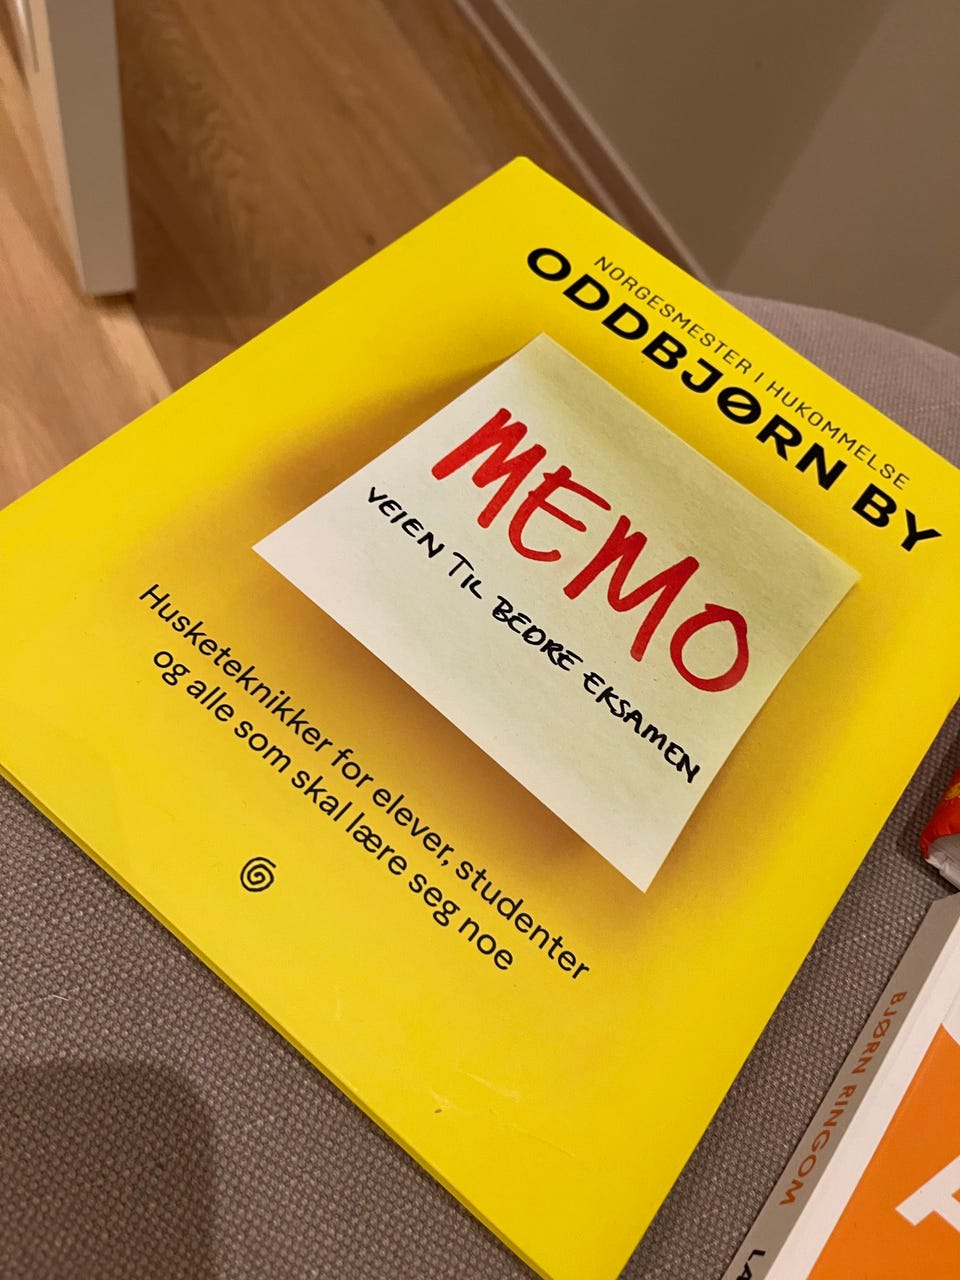 NORGESMESTER I HUKOMMELSE
ODDBJØRN BY
MEMO
VEIEN TIL BEDRE EKSAMEN
Husketeknikker for elever, studenter
og alle som skal lære seg noe
BJØRN RINGOM